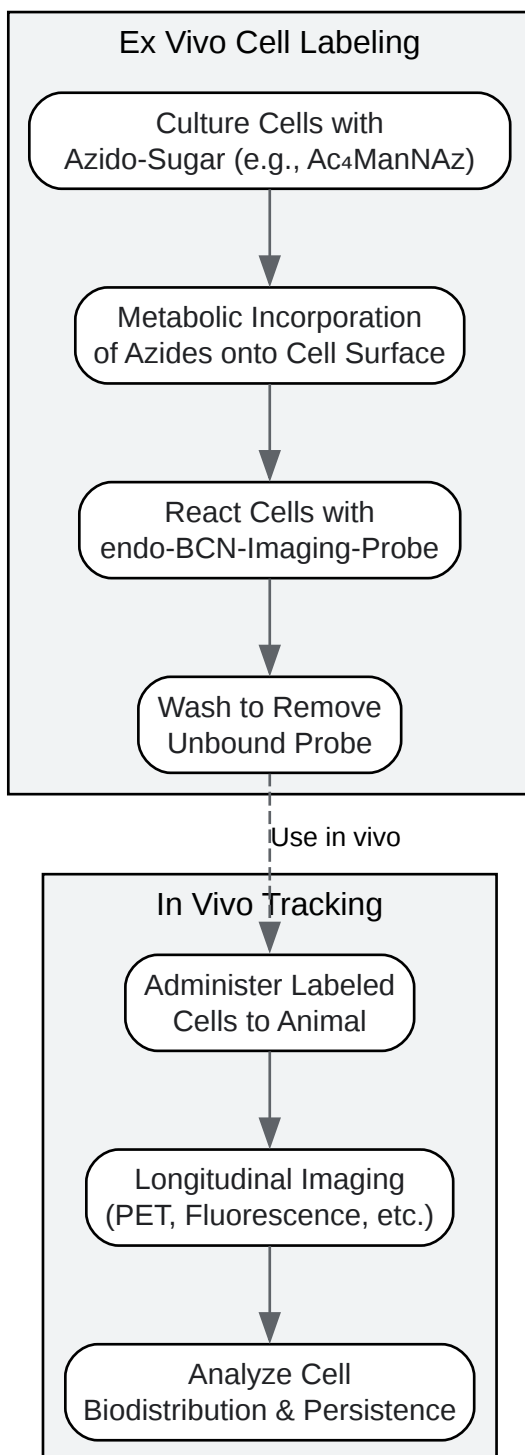 Ex Vivo Cell Labeling
Culture Cells with
Azido-Sugar (e.g., Ac₄ManNAz)
Metabolic Incorporation
of Azides onto Cell Surface
React Cells with
endo-BCN-Imaging-Probe
Wash to Remove
Unbound Probe
Use in vivo
In Vivo Tracking
Administer Labeled
Cells to Animal
Longitudinal Imaging
(PET, Fluorescence, etc.)
Analyze Cell
Biodistribution & Persistence